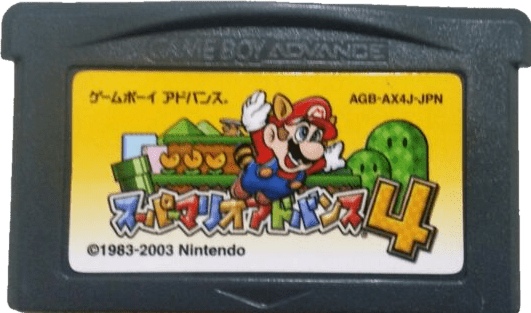 GAME BOY ADVANCE
ゲームボーイ アドバンス® AGB-AX4J-JPN
スーパーマリオアドバンス4
©1983-2003 Nintendo